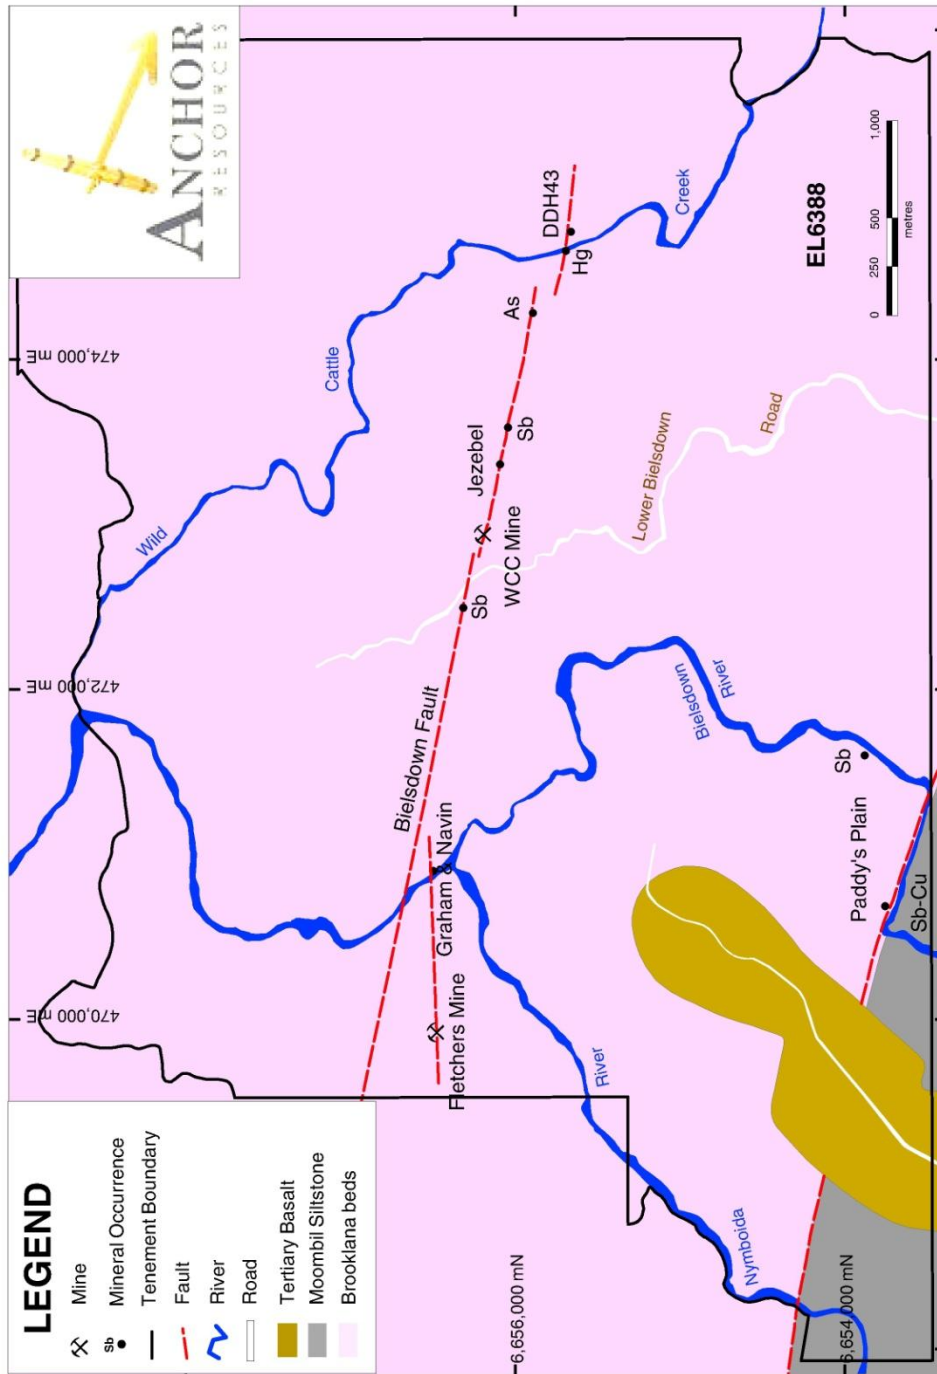 LEGEND
Mine
Sb
Mineral Occurrence
Tenement Boundary
Fault
River
Road
Tertiary Basalt
Moombil Siltstone
Brooklana beds
ANCHOR
RESOURCES
470,000 mE
472,000 mE
474,000 mE
6,656,000 mN
6,654,000 mN
Wild
Cattle
Creek
Bielsdown Fault
Fletchers Mine
Graham & Navin
Sb
WCC Mine
Jezebel
Sb
As
Hg
DDH43
Lower Bielsdown
Road
Nymboida
River
Bielsdown
River
Paddy's Plain
Sb-Cu
Sb
EL6388
0
250
500
1,000
metres